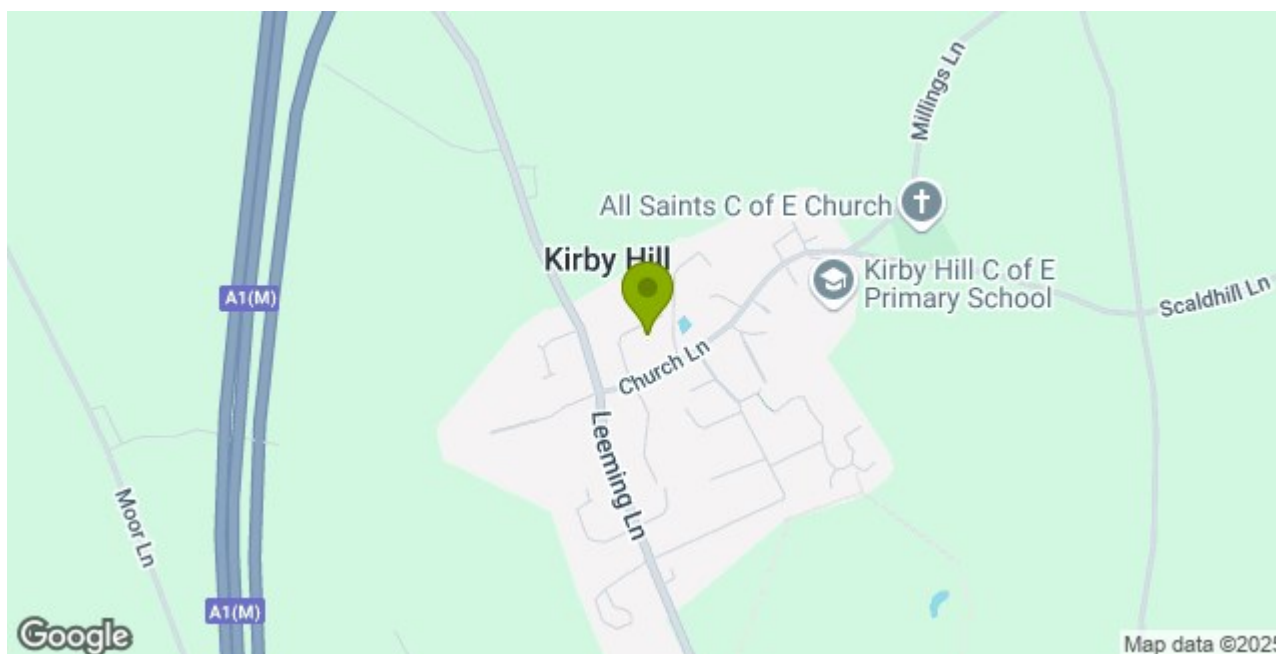 Millings Ln
All Saints C of E Church
Kirby Hill
Kirby Hill C of E
Primary School
A1(M)
Scaldhill Ln
Church Ln
Leeming Ln
Moor Ln
A1(M)
Google
Map data ©2025